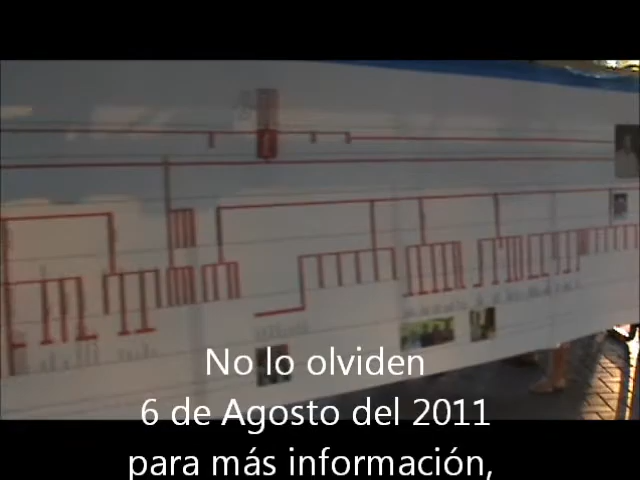 No lo olviden
6 de Agosto del 2011
para más información,